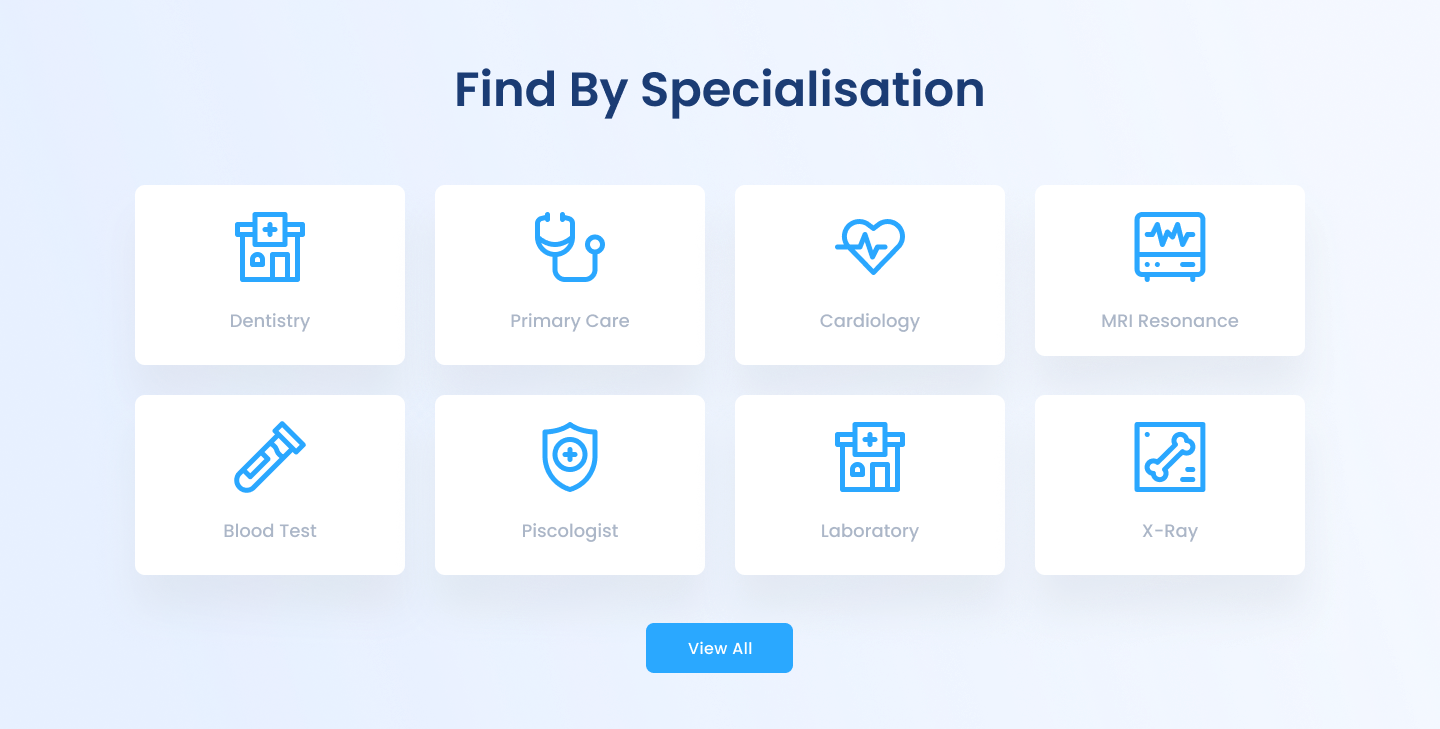 Find By Specialisation
Dentistry
Primary Care
Cardiology
MRI Resonance
Blood Test
Piscologist
Laboratory
X-Ray
View All